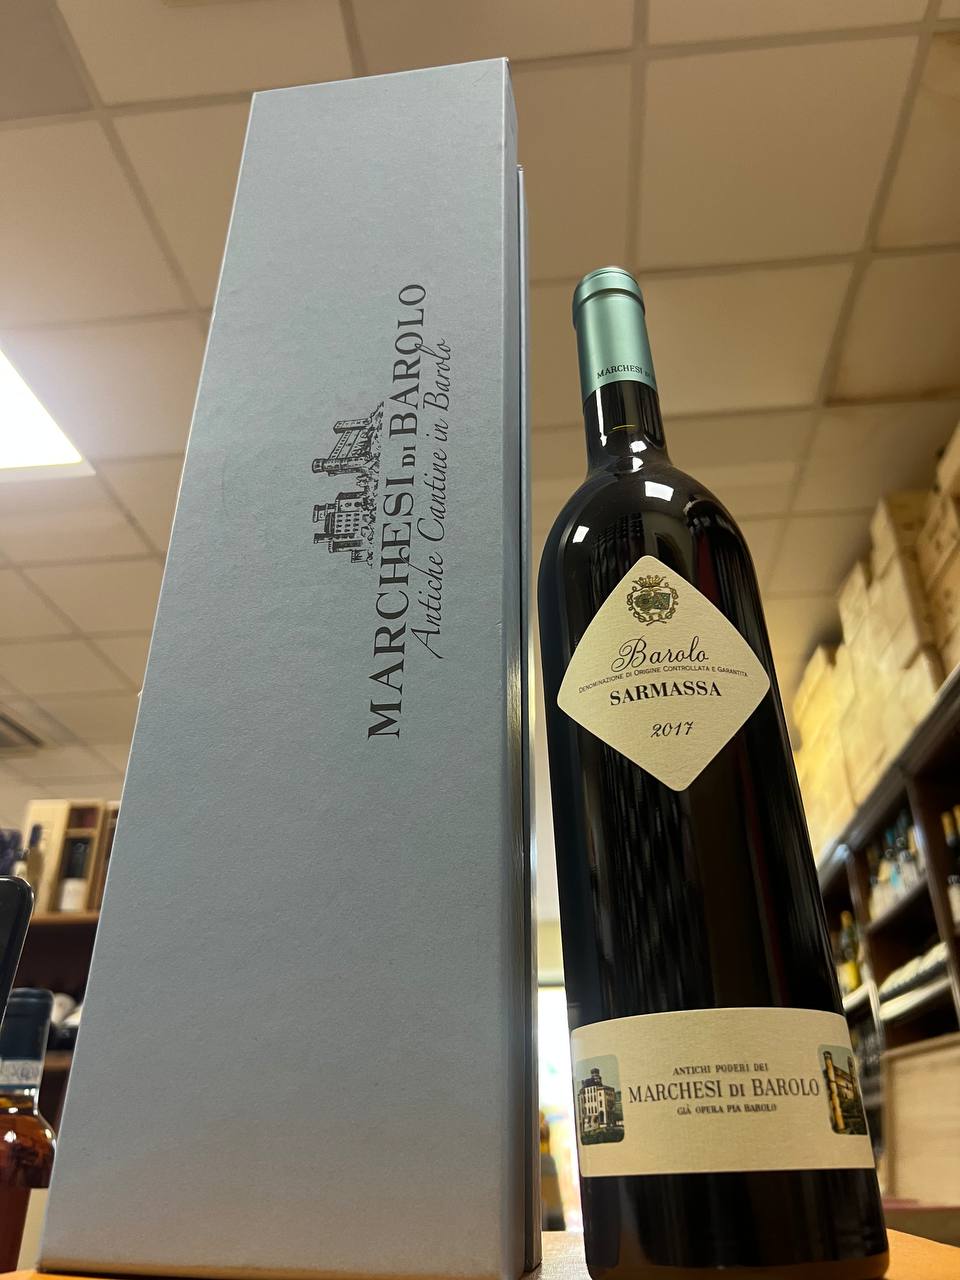 MARCHESI DI BAROLO
Antiche Cantine in Barolo
MARCHESI DI
Barolo
DENOMINAZIONE DI ORIGINE CONTROLLATA E GARANTITA
SARMASSA
2017
ANTICHI PODERI DEI
MARCHESI DI BAROLO
GIÀ OPERA PIA BAROLO